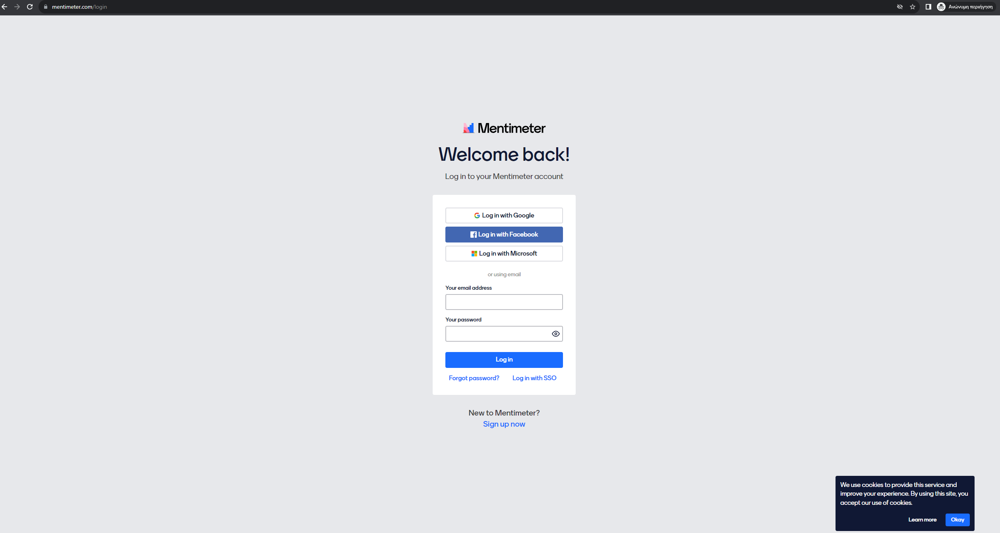 mentimeter.com/login
Ανώνυμη περιήγηση
Mentimeter
Welcome back!
Log in to your Mentimeter account
Log in with Google
Log in with Facebook
Log in with Microsoft
or using email
Your email address
Your password
Log in
Forgot password? Log in with SSO
New to Mentimeter?
Sign up now
We use cookies to provide this service and
improve your experience. By using this site, you
accept our use of cookies.
Learn more Okay